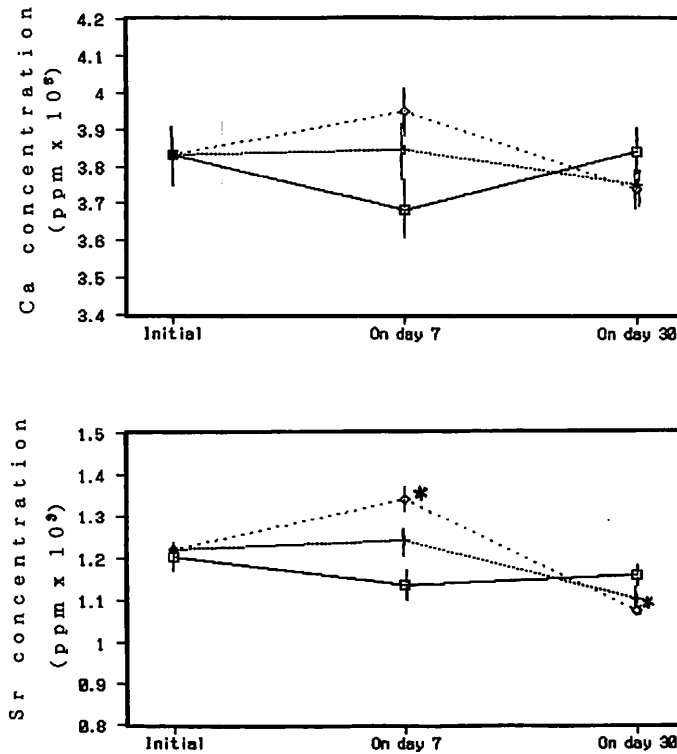 Ca concentration
(ppm x 10⁵)
4.2
4.1
4
3.9
3.8
3.7
3.6
3.5
3.4
Initial
On day 7
On day 30
Sr concentration
(ppm x 10³)
1.5
1.4
1.3
1.2
1.1
1
0.9
0.8
*
*
Initial
On day 7
On day 30